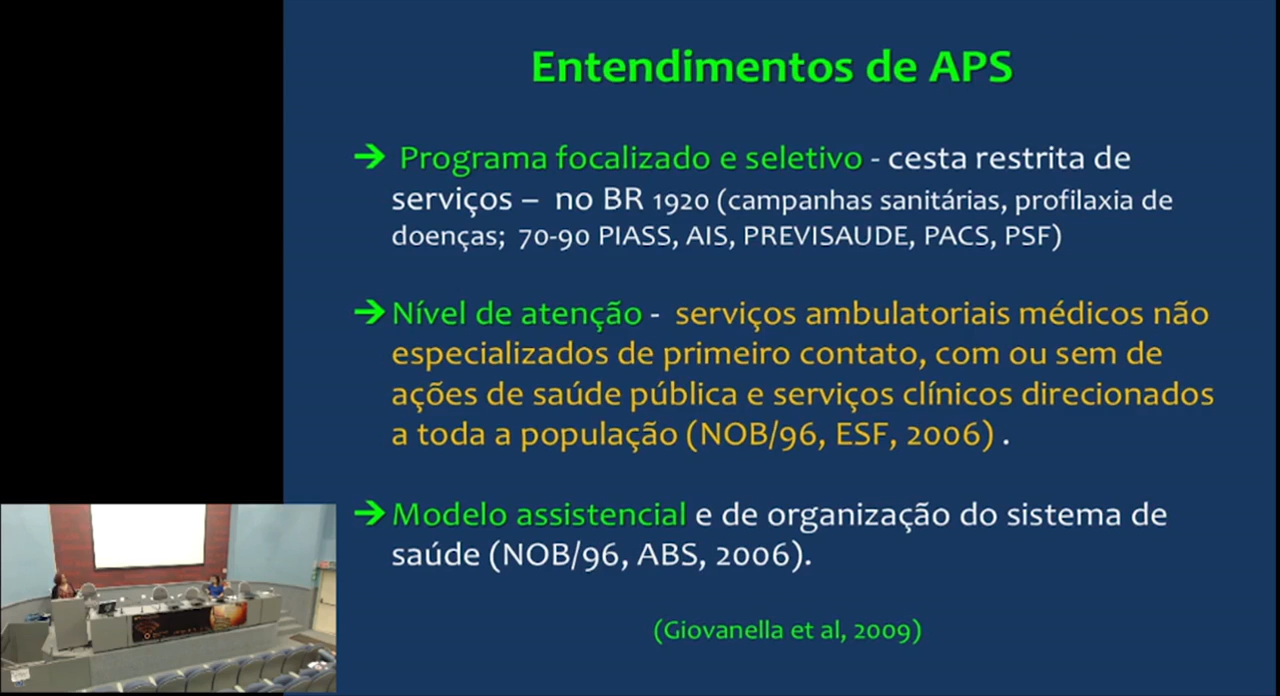 Entendimentos de APS
➔ Programa focalizado e seletivo - cesta restrita de
serviços – no BR 1920 (campanhas sanitárias, profilaxia de
doenças; 70-90 PIASS, AIS, PREVISAUDE, PACS, PSF)
➔ Nível de atenção - serviços ambulatoriais médicos não
especializados de primeiro contato, com ou sem de
ações de saúde pública e serviços clínicos direcionados
a toda a população (NOB/96, ESF, 2006) .
➔ Modelo assistencial e de organização do sistema de
saúde (NOB/96, ABS, 2006).
(Giovanella et al, 2009)